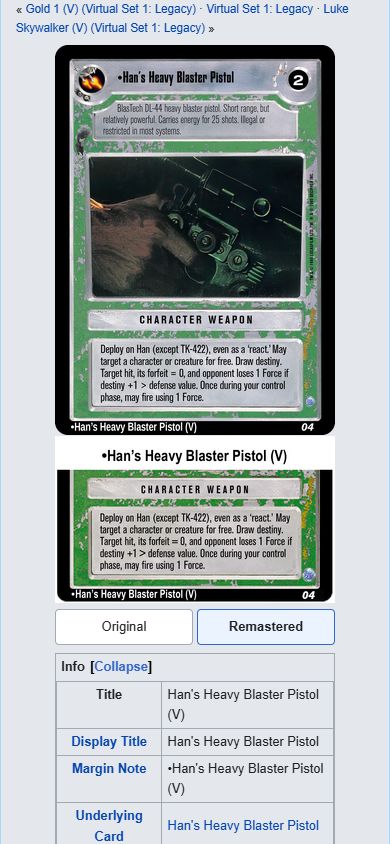 « Gold 1 (V) (Virtual Set 1: Legacy) · Virtual Set 1: Legacy · Luke
Skywalker (V) (Virtual Set 1: Legacy) »
•Han's Heavy Blaster Pistol
2
BlasTech DL-44 heavy blaster pistol. Short range, but
relatively powerful. Carries energy for 25 shots. Illegal or
restricted in most systems.
CHARACTER WEAPON
Deploy on Han (except TK-422), even as a 'react.' May
target a character or creature for free. Draw destiny.
Target hit, its forfeit = 0, and opponent loses 1 Force if
destiny +1 > defense value. Once during your control
phase, may fire using 1 Force.
•Han's Heavy Blaster Pistol (V)
04
•Han's Heavy Blaster Pistol (V)
CHARACTER WEAPON
Deploy on Han (except TK-422), even as a 'react.' May
target a character or creature for free. Draw destiny.
Target hit, its forfeit = 0, and opponent loses 1 Force if
destiny +1 > defense value. Once during your control
phase, may fire using 1 Force.
•Han's Heavy Blaster Pistol (V)
04
Original
Remastered
Info [Collapse]
Title
Han's Heavy Blaster Pistol
(V)
Display Title
Han's Heavy Blaster Pistol
Margin Note
•Han's Heavy Blaster Pistol
(V)
Underlying
Card
Han's Heavy Blaster Pistol